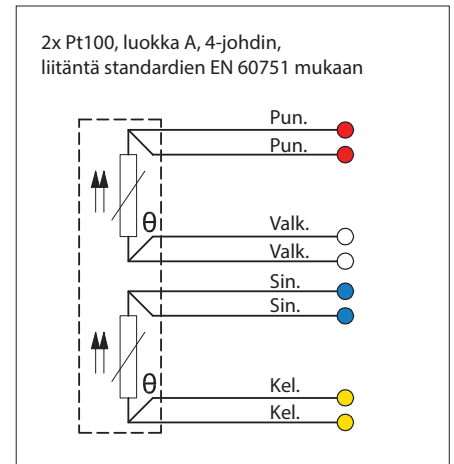 2x Pt100, luokka A, 4-johdin,
liitäntä standardien EN 60751 mukaan
Pun.
Pun.
θ
Valk.
Valk.
Sin.
Sin.
θ
Kel.
Kel.